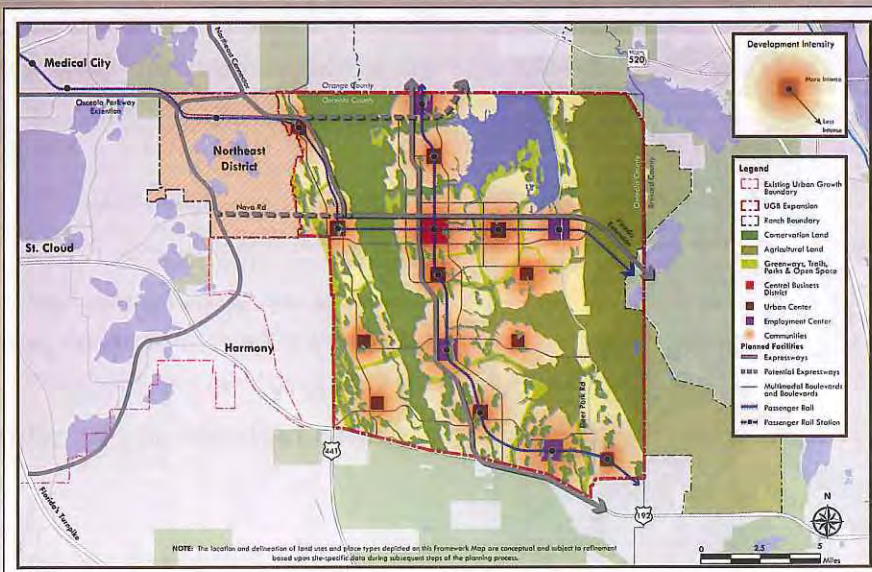 Medical City
Northeast Connector
520
Orange County
Osceola County
Osceola Parkway
Extention
Northeast
District
Nova Rd
St. Cloud
Harmony
Osceola County
Brevard County
Deer Park Rd
441
192
Florida's Turnpike
N
0 2.5 5
Miles
NOTE: The location and delineation of land uses and place types depicted on this Framework Map are conceptual and subject to refinement
based upon site-specific data during subsequent steps of the planning process.
Development Intensity
More Intense
Less
Intense
Legend
Existing Urban Growth
Boundary
UGB Expansion
Ranch Boundary
Conservation Land
Agricultural Land
Greenways, Trails,
Parks & Open Space
Central Business
District
Urban Center
Employment Center
Communities
Planned Facilities
Expressways
Potential Expressways
Multimodal Boulevards
and Boulevards
Passenger Rail
Passenger Rail Station